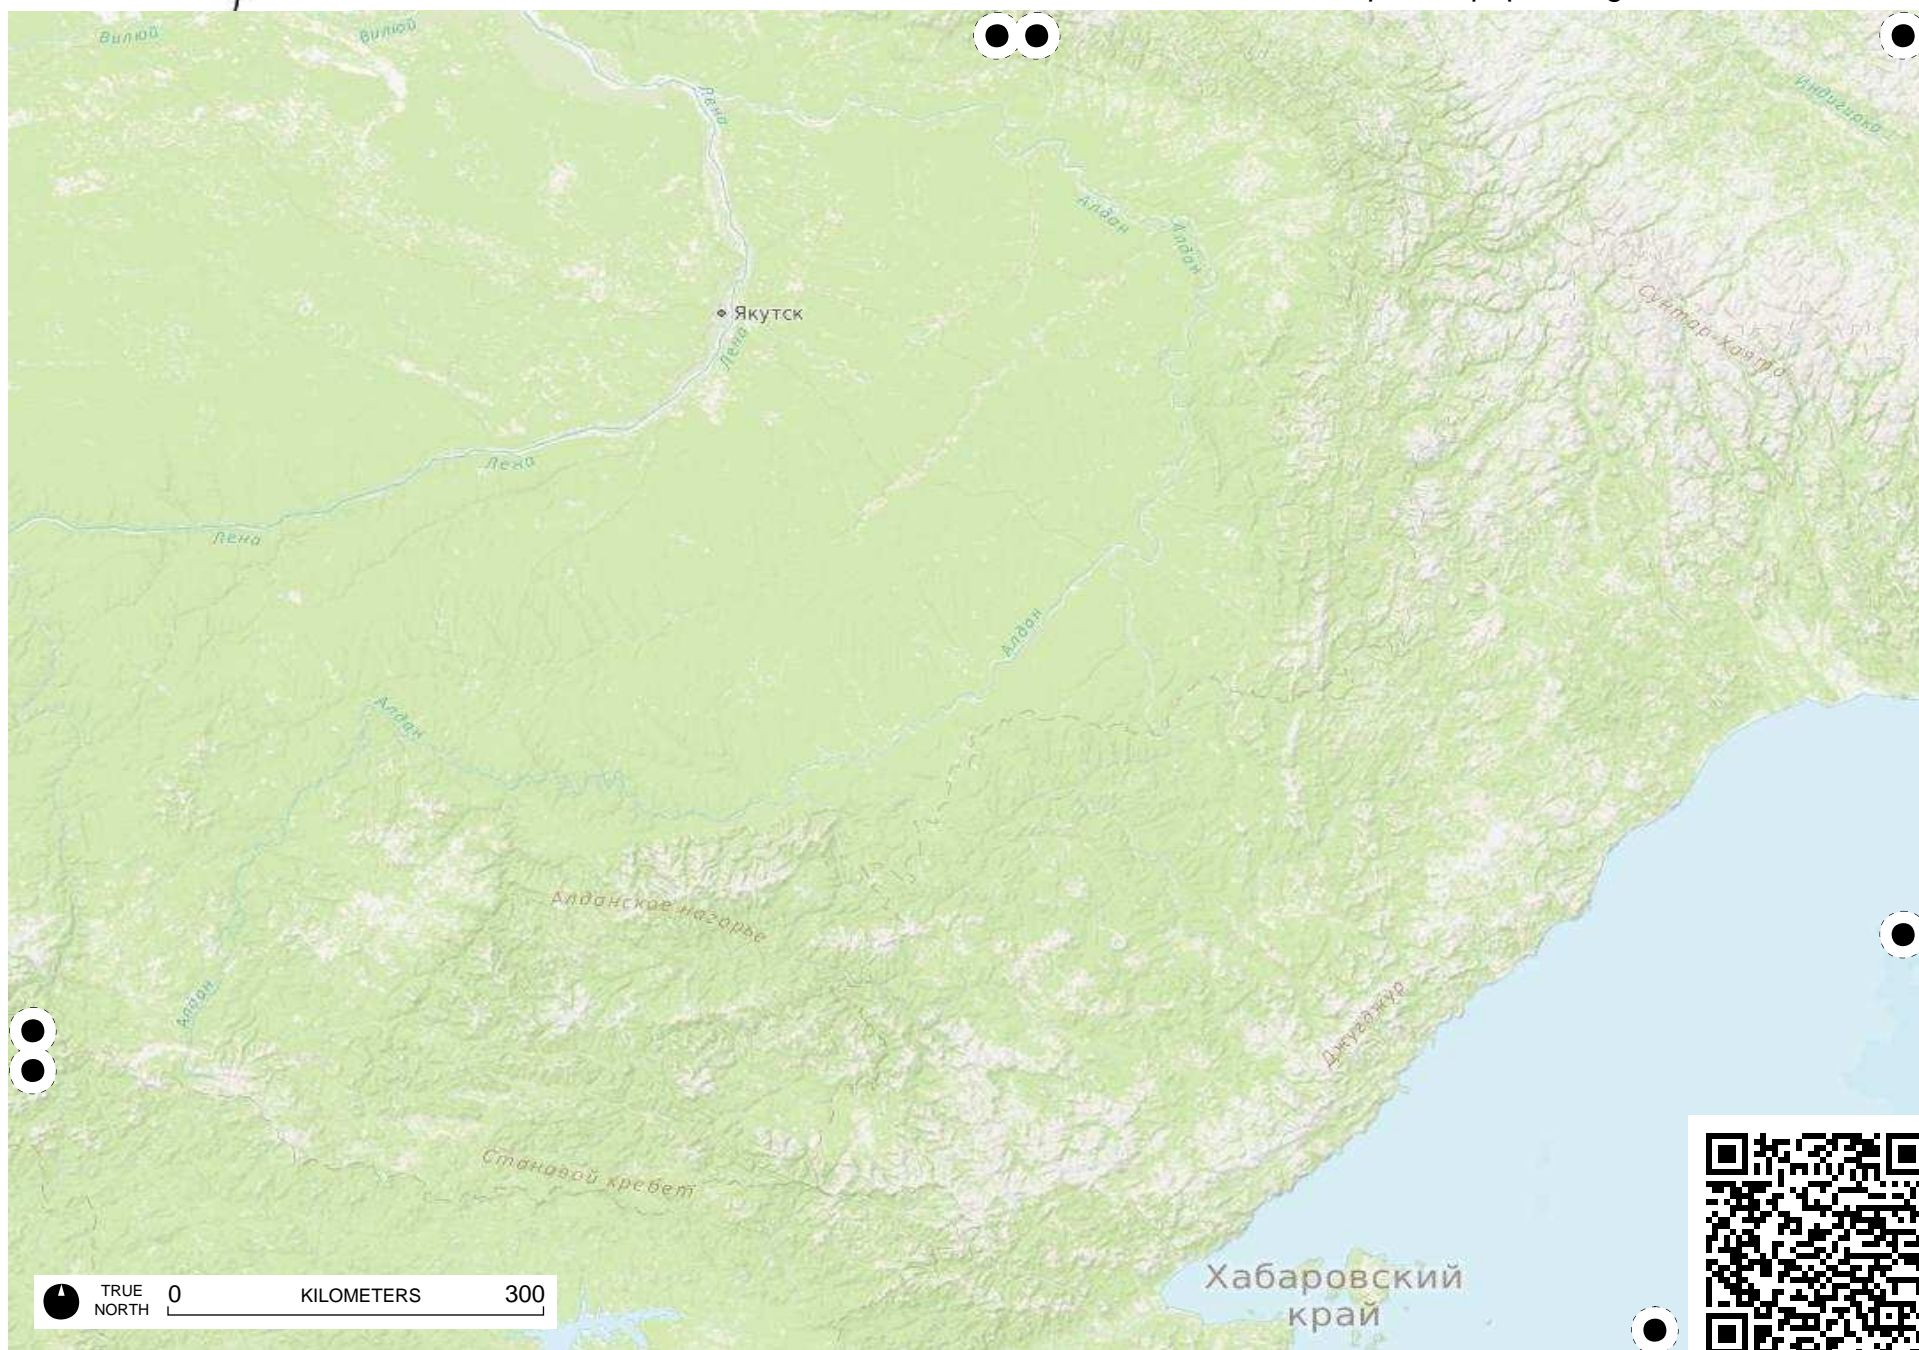 Вилюй
Вилюй
Лена
Индигирка
Алдан
Алдан
Сунтар-Хаята
Якутск
Лена
Лена
Лена
Алдан
Алдан
Алданское нагорье
Алдан
Джугджур
Становой хребет
Хабаровский
край
TRUE
NORTH
0 KILOMETERS 300